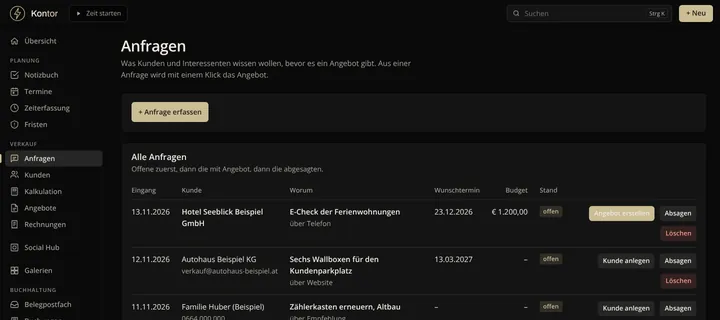 Kontor
Zeit starten
Suchen
Strg K
+ Neu
Übersicht
PLANUNG
Notizbuch
Termine
Zeiterfassung
Fristen
VERKAUF
Anfragen
Kunden
Kalkulation
Angebote
Rechnungen
Social Hub
Galerien
BUCHHALTUNG
Belegpostfach
Anfragen
Was Kunden und Interessenten wissen wollen, bevor es ein Angebot gibt. Aus einer
Anfrage wird mit einem Klick das Angebot.
+ Anfrage erfassen
Alle Anfragen
Offene zuerst, dann die mit Angebot, dann die abgesagten.
Eingang Kunde Worum Wunschtermin Budget Stand
13.11.2026 Hotel Seeblick Beispiel E-Check der Ferienwohnungen 23.12.2026 € 1.200,00 offen Angebot erstellen Absagen
GmbH über Telefon Löschen
12.11.2026 Autohaus Beispiel KG Sechs Wallboxen für den 13.03.2027 – offen Kunde anlegen Absagen
verkauf@autohaus-beispiel.at Kundenparkplatz Löschen
über Website
11.11.2026 Familie Huber (Beispiel) Zählerkasten erneuern, Altbau – – offen Kunde anlegen Absagen
0664 000 000 über Empfehlung